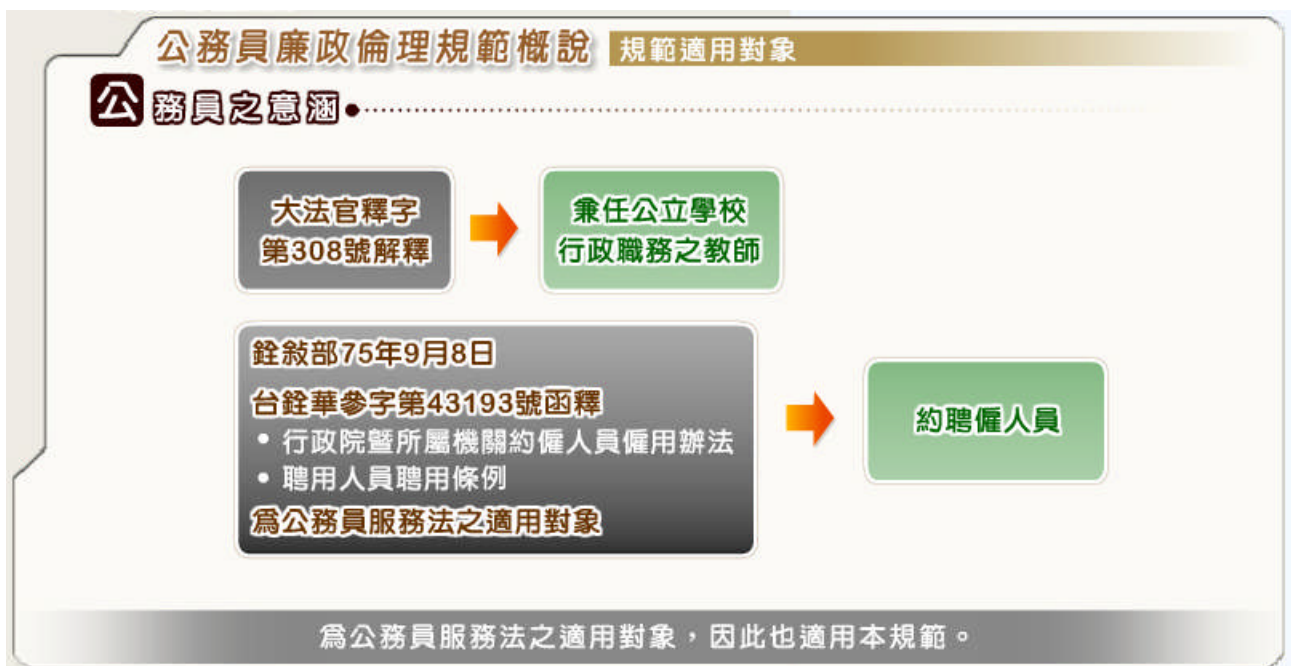 公務員廉政倫理規範概說 規範適用對象
公務員之意涵
大法官釋字
第308號解釋
兼任公立學校
行政職務之教師
銓敍部75年9月8日
台銓華參字第43193號函釋
• 行政院暨所屬機關約僱人員僱用辦法
• 聘用人員聘用條例
為公務員服務法之適用對象
約聘僱人員
為公務員服務法之適用對象，因此也適用本規範。